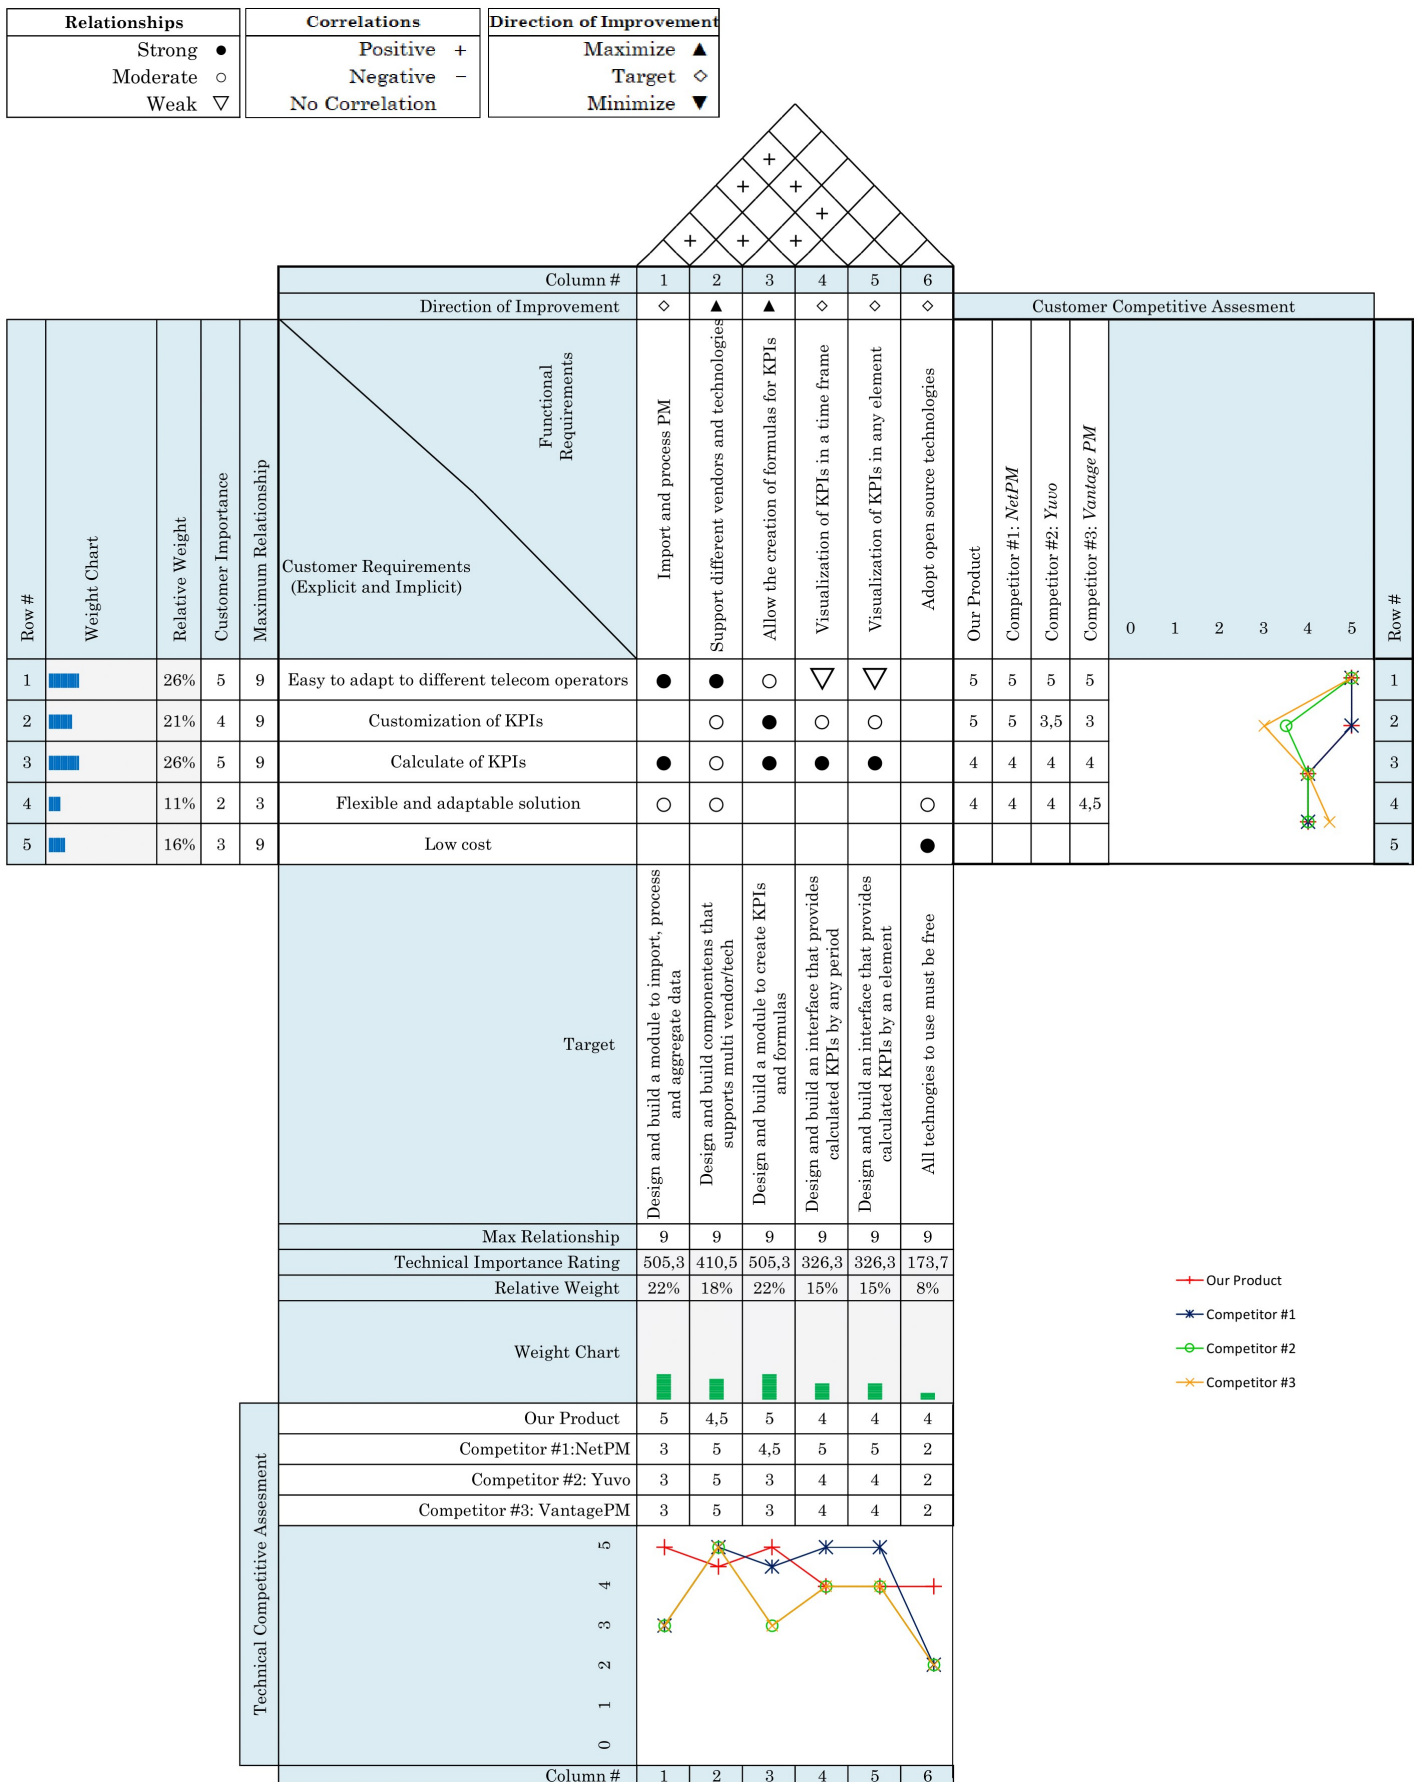 Relationships
Strong ●
Moderate ○
Weak ▽
Correlations
Positive +
Negative −
No Correlation
Direction of Improvement
Maximize ▲
Target ◇
Minimize ▼
+
+ +
+
+ + +
Column # 1 2 3 4 5 6
Direction of Improvement ◇ ▲ ▲ ◇ ◇ ◇
Customer Competitive Assesment
Row #
Weight Chart
Relative Weight
Customer Importance
Maximum Relationship
Functional
Requirements
Customer Requirements
(Explicit and Implicit)
Import and process PM
Support different vendors and technologies
Allow the creation of formulas for KPIs
Visualization of KPIs in a time frame
Visualization of KPIs in any element
Adopt open source technologies
Our Product
Competitor #1: NetPM
Competitor #2: Yuvo
Competitor #3: Vantage PM
0 1 2 3 4 5
Row #
1 26% 5 9 Easy to adapt to different telecom operators ● ● ○ ▽ ▽ 5 5 5 5 1
2 21% 4 9 Customization of KPIs ○ ● ○ ○ 5 5 3,5 3 2
3 26% 5 9 Calculate of KPIs ● ○ ● ● ● 4 4 4 4 3
4 11% 2 3 Flexible and adaptable solution ○ ○ ○ 4 4 4 4,5 4
5 16% 3 9 Low cost ● 5
Target
Design and build a module to import, process
and aggregate data
Design and build componentens that
supports multi vendor/tech
Design and build a module to create KPIs
and formulas
Design and build an interface that provides
calculated KPIs by any period
Design and build an interface that provides
calculated KPIs by an element
All technogies to use must be free
Max Relationship 9 9 9 9 9 9
Technical Importance Rating 505,3 410,5 505,3 326,3 326,3 173,7
Relative Weight 22% 18% 22% 15% 15% 8%
Weight Chart
Our Product
Competitor #1
Competitor #2
Competitor #3
Technical Competitive Assesment
Our Product 5 4,5 5 4 4 4
Competitor #1:NetPM 3 5 4,5 5 5 2
Competitor #2: Yuvo 3 5 3 4 4 2
Competitor #3: VantagePM 3 5 3 4 4 2
5
4
3
2
1
0
Column # 1 2 3 4 5 6